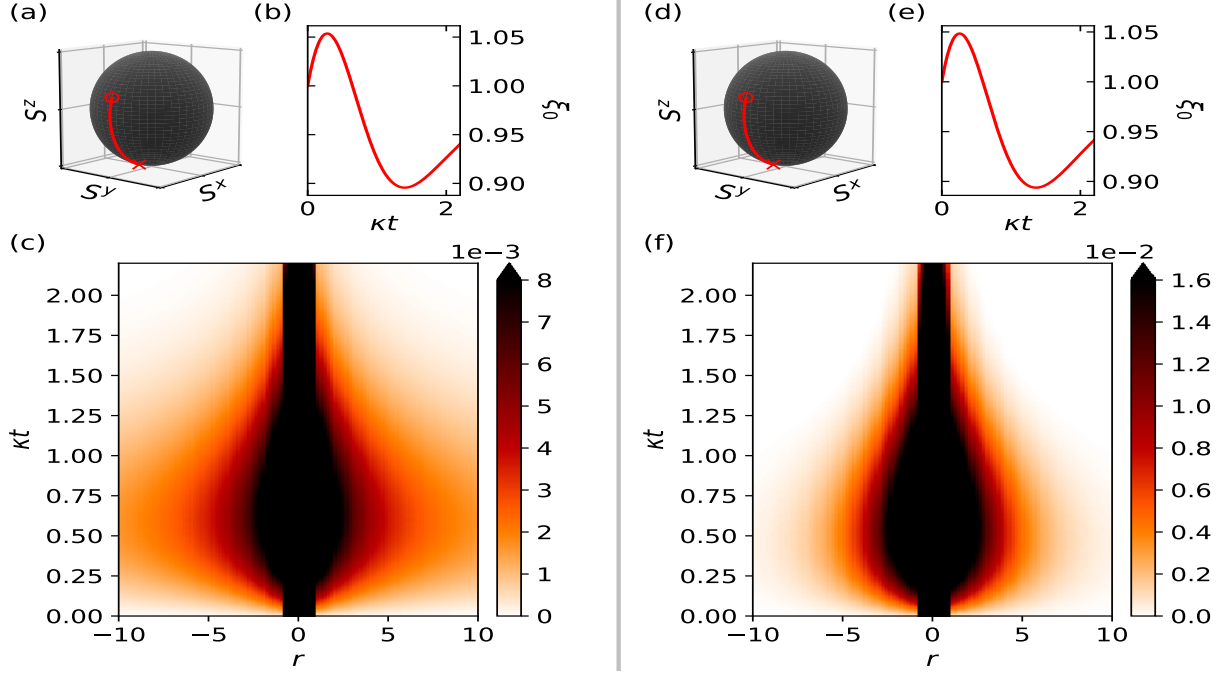 (a)
S^z
S^y
S^x
(b)
1.05
1.00
0.95
0.90
ξ₀
0
2
κt
(c)
1e−3
2.00
1.75
1.50
1.25
1.00
0.75
0.50
0.25
0.00
κt
−10
−5
0
5
10
r
8
7
6
5
4
3
2
1
0
(d)
S^z
S^y
S^x
(e)
1.05
1.00
0.95
0.90
ξ₀
0
2
κt
(f)
1e−2
2.00
1.75
1.50
1.25
1.00
0.75
0.50
0.25
0.00
κt
−10
−5
0
5
10
r
1.6
1.4
1.2
1.0
0.8
0.6
0.4
0.2
0.0